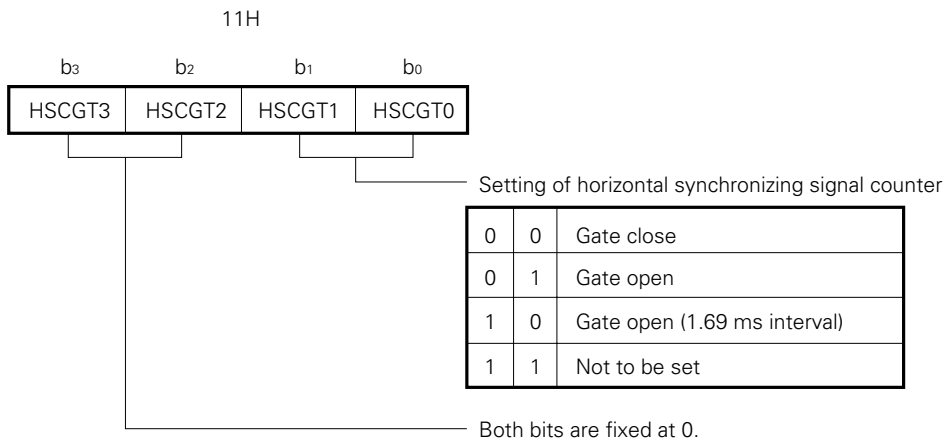 11H
b3 b2 b1 b0
HSCGT3 HSCGT2 HSCGT1 HSCGT0
Setting of horizontal synchronizing signal counter
0 0 Gate close
0 1 Gate open
1 0 Gate open (1.69 ms interval)
1 1 Not to be set
Both bits are fixed at 0.